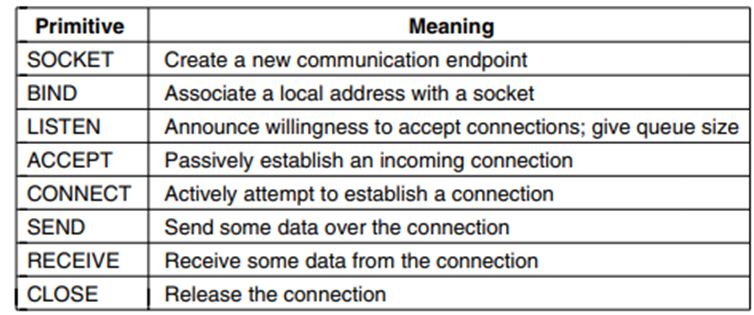 Primitive Meaning
SOCKET Create a new communication endpoint
BIND Associate a local address with a socket
LISTEN Announce willingness to accept connections; give queue size
ACCEPT Passively establish an incoming connection
CONNECT Actively attempt to establish a connection
SEND Send some data over the connection
RECEIVE Receive some data from the connection
CLOSE Release the connection